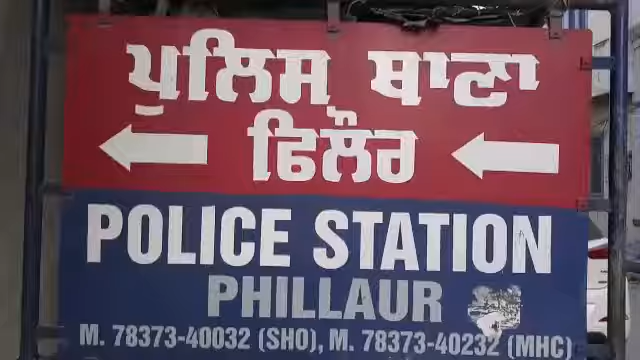 ਪੁਲਿਸ ਥਾਣਾ
ਫਿਲੌਰ
POLICE STATION
PHILLAUR
M. 78373-40032 (SHO), M. 78373-40232 (MHC)